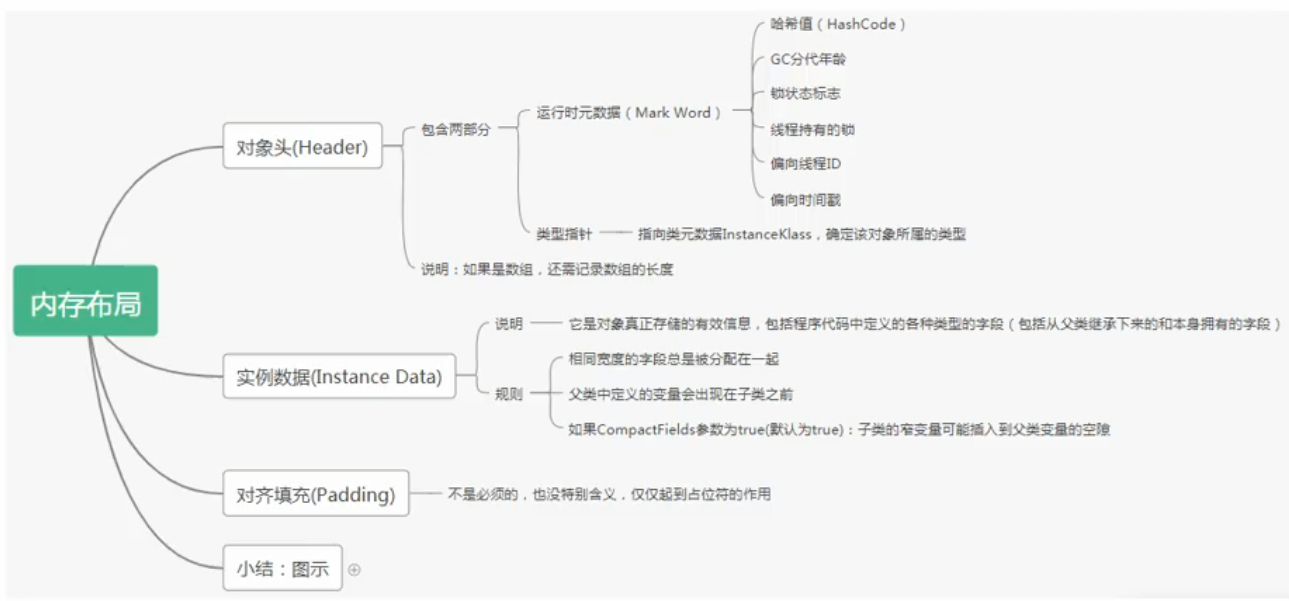 内存布局
对象头(Header)
包含两部分
运行时元数据（Mark Word）
哈希值（HashCode）
GC分代年龄
锁状态标志
线程持有的锁
偏向线程ID
偏向时间戳
类型指针
指向类元数据InstanceKlass，确定该对象所属的类型
说明：如果是数组，还需记录数组的长度
实例数据(Instance Data)
说明
它是对象真正存储的有效信息，包括程序代码中定义的各种类型的字段（包括从父类继承下来的和本身拥有的字段）
规则
相同宽度的字段总是被分配在一起
父类中定义的变量会出现在子类之前
如果CompactFields参数为true(默认为true)：子类的窄变量可能插入到父类变量的空隙
对齐填充(Padding)
不是必须的，也没特别含义，仅仅起到占位符的作用
小结：图示